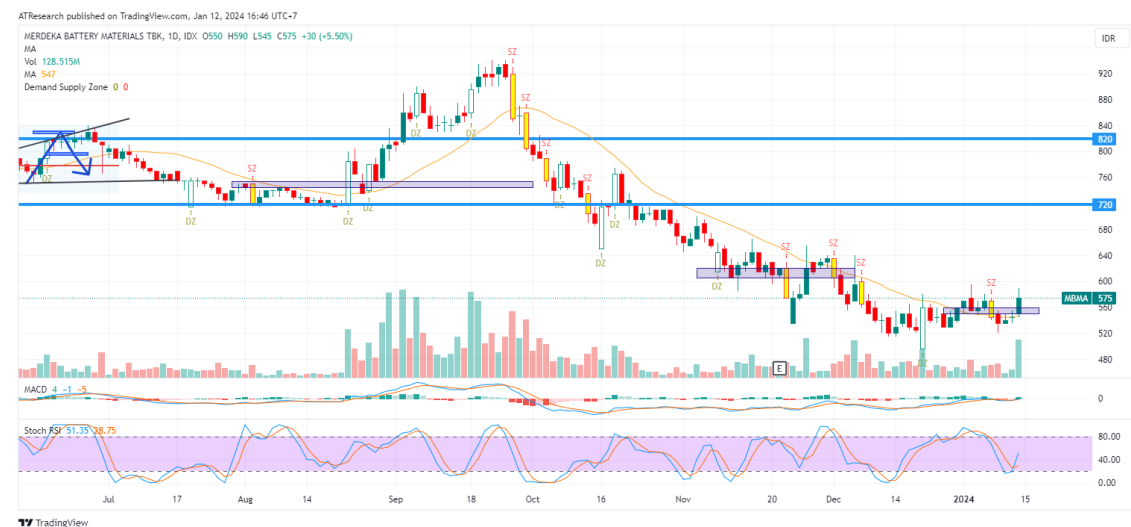 ATResearch published on TradingView.com, Jan 12, 2024 16:46 UTC+7
MERDEKA BATTERY MATERIALS TBK, 1D, IDX O550 H590 L545 C575 +30 (+5.50%)
IDR
MA
Vol 128.515M
MA 547
Demand Supply Zone 0 0
920
880
840
820
800
760
720
680
640
600
MBMA 575
560
520
480
SZ
SZ
SZ
SZ
SZ
SZ
SZ
SZ
SZ
DZ
DZ
DZ
DZ
DZ
DZ
DZ
DZ
DZ
DZ
DZ
E
MACD 4 −1 −5
0
Stoch RSI 51.35 28.75
80.00
40.00
0.00
Jul 17 Aug 14 Sep 18 Oct 16 Nov 20 Dec 14 2024 15
TradingView